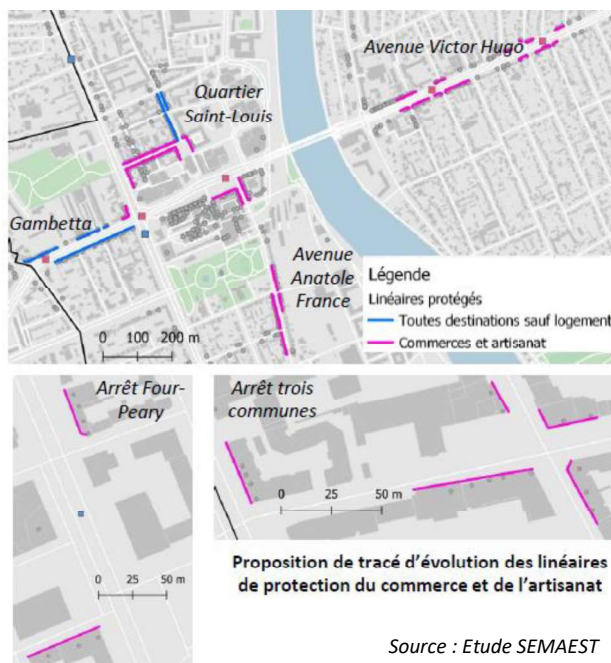 Avenue Victor Hugo
Quartier
Saint-Louis
Gambetta
Avenue
Anatole
France
Légende
Linéaires protégés
Toutes destinations sauf logement
Commerces et artisanat
0 100 200 m
Arrêt Four-
Peary
0 25 50 m
Arrêt trois
communes
0 25 50 m
Proposition de tracé d'évolution des linéaires
de protection du commerce et de l'artisanat
Source : Etude SEMAEST